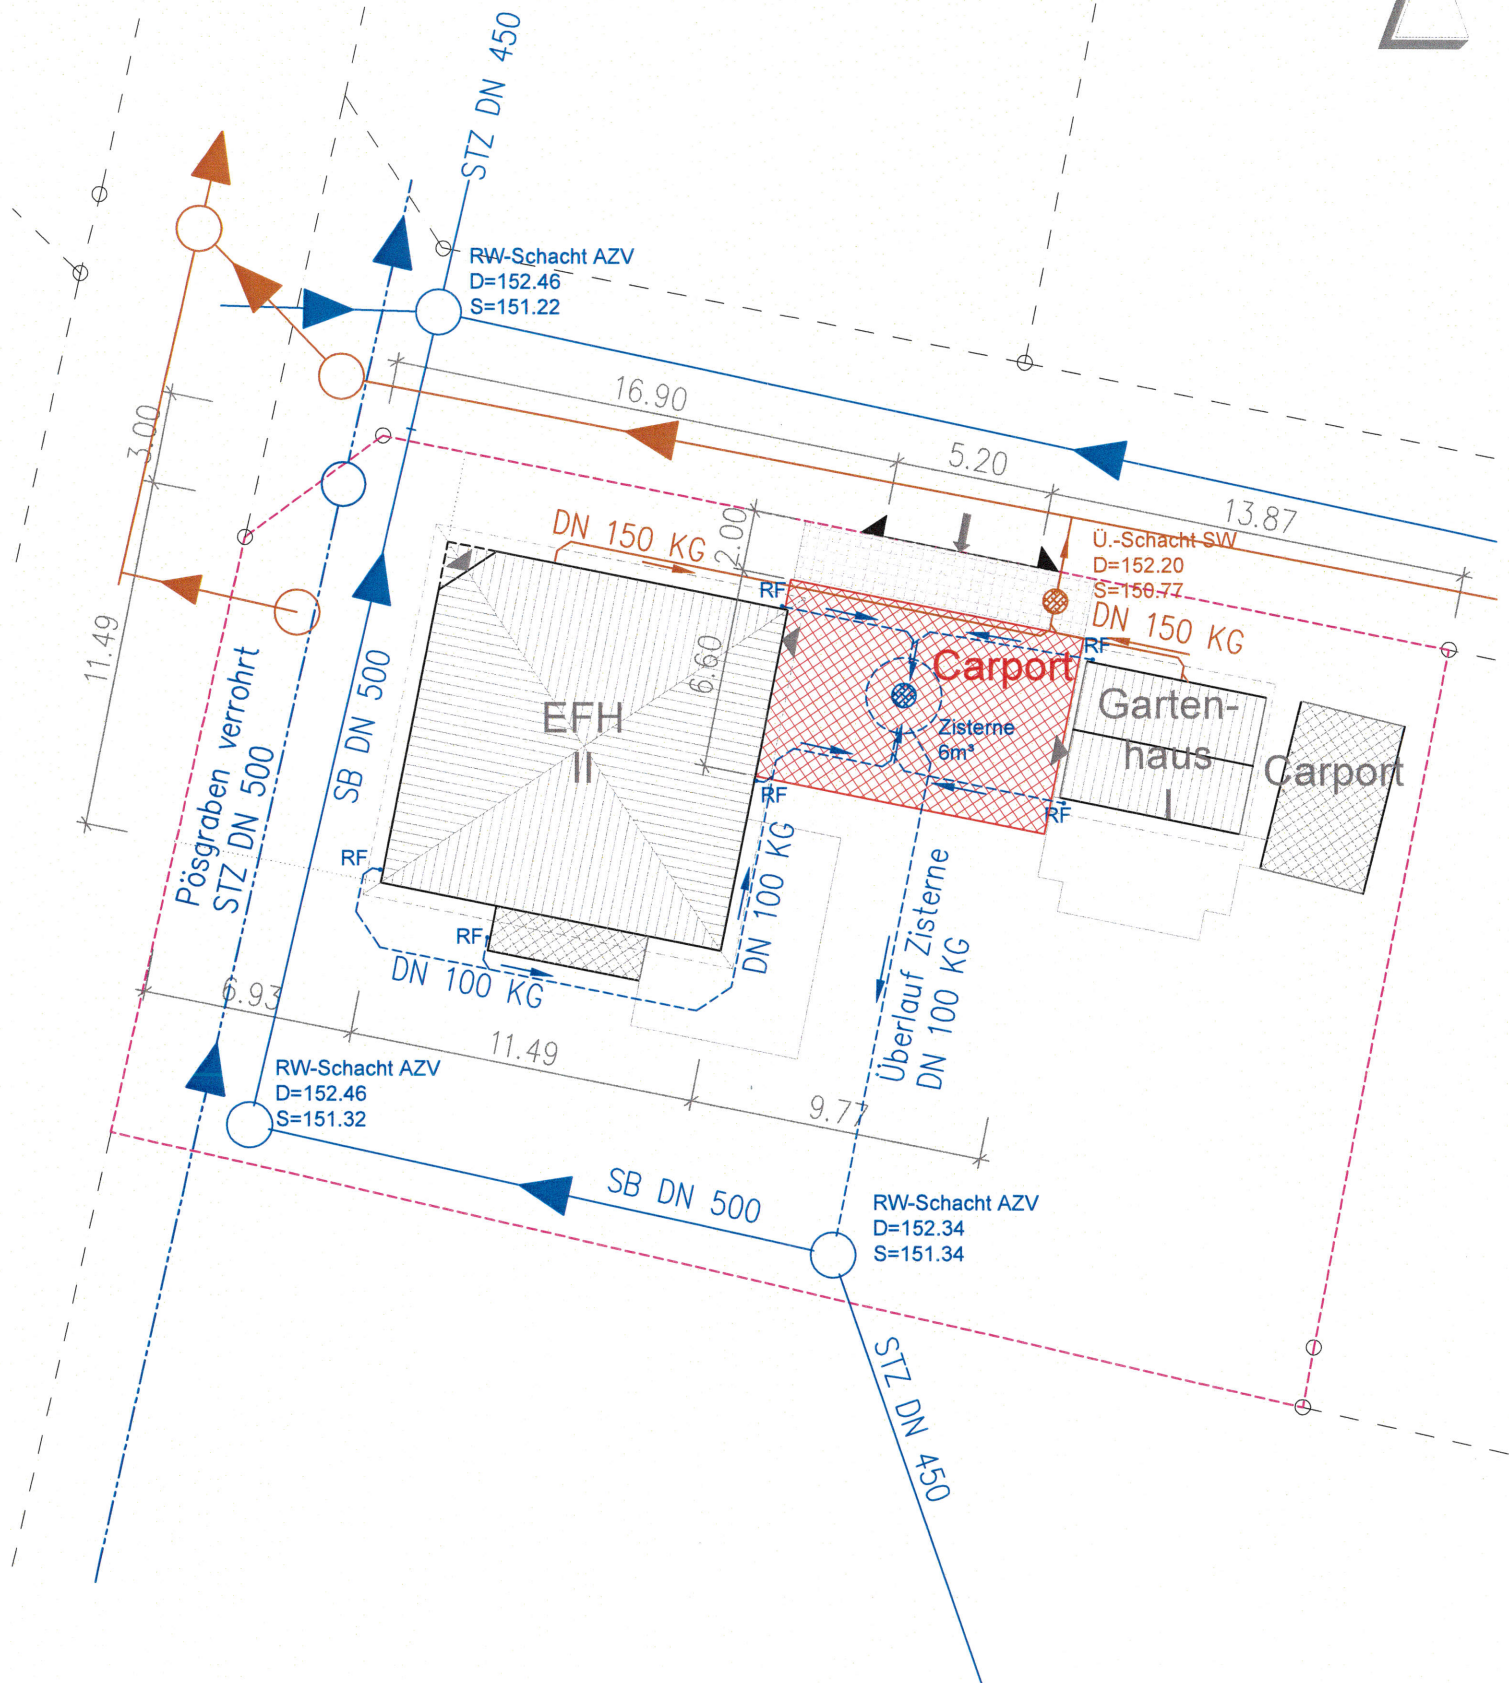 STZ DN 450
RW-Schacht AZV
D=152.46
S=151.22
16.90
5.20
13.87
3.00
2.00
DN 150 KG
Ü.-Schacht SW
D=152.20
S=150.77
DN 150 KG
RF
RF
11.49
6.60
Carport
Garten-
haus
I
Carport
EFH
II
Zisterne
6m³
SB DN 500
Pösgraben verrohrt
STZ DN 500
RF
RF
RF
RF
DN 100 KG
DN 100 KG
Überlauf Zisterne
DN 100 KG
6.93
11.49
9.77
RW-Schacht AZV
D=152.46
S=151.32
SB DN 500
RW-Schacht AZV
D=152.34
S=151.34
STZ DN 450